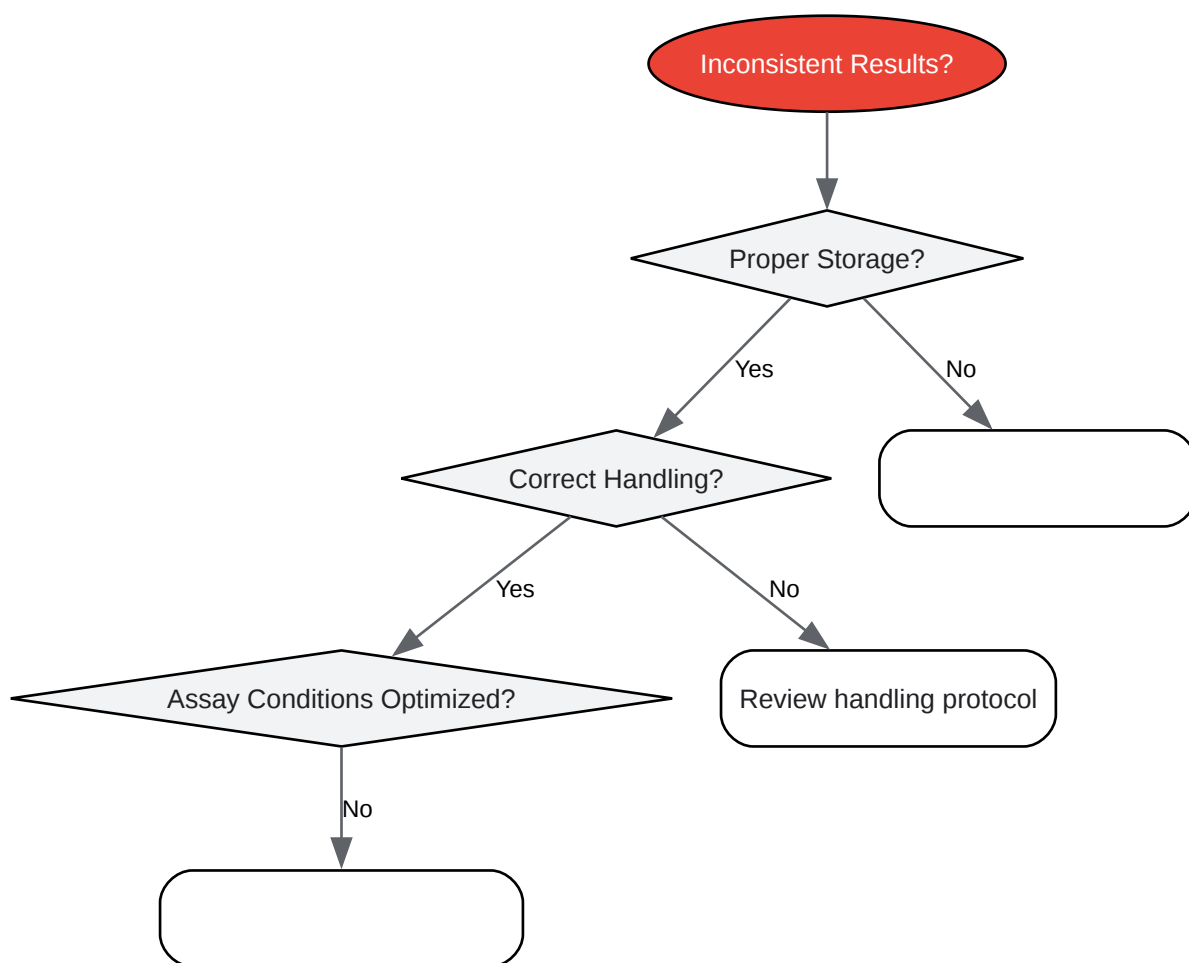 Inconsistent Results?
Proper Storage?
Yes
No
Correct Handling?
Yes
No
Assay Conditions Optimized?
Review handling protocol
No